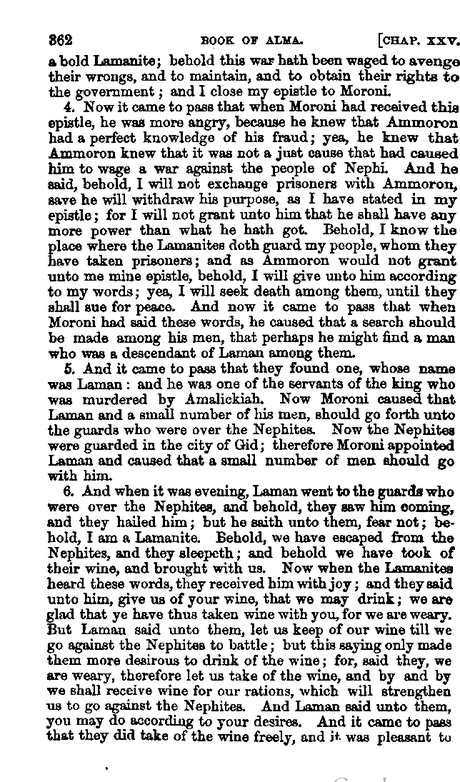 362 BOOK OF ALMA. [CHAP. XXV.
a bold Lamanite; behold this war hath been waged to avenge
their wrongs, and to maintain, and to obtain their rights to
the government; and I close my epistle to Moroni.
4. Now it came to pass that when Moroni had received this
epistle, he was more angry, because he knew that Ammoron
had a perfect knowledge of his fraud; yea, he knew that
Ammoron knew that it was not a just cause that had caused
him to wage a war against the people of Nephi. And he
said, behold, I will not exchange prisoners with Ammoron,
save he will withdraw his purpose, as I have stated in my
epistle; for I will not grant unto him that he shall have any
more power than what he hath got. Behold, I know the
place where the Lamanites doth guard my people, whom they
have taken prisoners; and as Ammoron would not grant
unto me mine epistle, behold, I will give unto him according
to my words; yea, I will seek death among them, until they
shall sue for peace. And now it came to pass that when
Moroni had said these words, he caused that a search should
be made among his men, that perhaps he might find a man
who was a descendant of Laman among them.
5. And it came to pass that they found one, whose name
was Laman: and he was one of the servants of the king who
was murdered by Amalickiah. Now Moroni caused that
Laman and a small number of his men, should go forth unto
the guards who were over the Nephites. Now the Nephites
were guarded in the city of Gid; therefore Moroni appointed
Laman and caused that a small number of men should go
with him.
6. And when it was evening, Laman went to the guards who
were over the Nephites, and behold, they saw him coming,
and they hailed him; but he saith unto them, fear not; be-
hold, I am a Lamanite. Behold, we have escaped from the
Nephites, and they sleepeth; and behold we have took of
their wine, and brought with us. Now when the Lamanites
heard these words, they received him with joy; and they said
unto him, give us of your wine, that we may drink; we are
glad that ye have thus taken wine with you, for we are weary.
But Laman said unto them, let us keep of our wine till we
go against the Nephites to battle; but this saying only made
them more desirous to drink of the wine; for, said they, we
are weary, therefore let us take of the wine, and by and by
we shall receive wine for our rations, which will strengthen
us to go against the Nephites. And Laman said unto them,
you may do according to your desires. And it came to pass
that they did take of the wine freely, and it was pleasant to